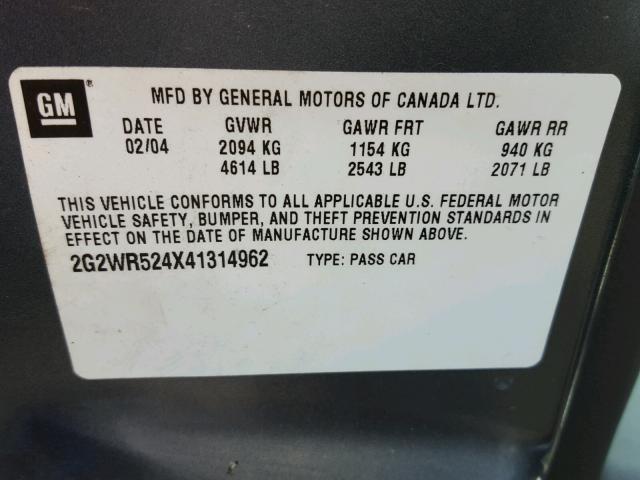 GM ®
MFD BY GENERAL MOTORS OF CANADA LTD.
DATE GVWR GAWR FRT GAWR RR
02/04 2094 KG 1154 KG 940 KG
4614 LB 2543 LB 2071 LB
THIS VEHICLE CONFORMS TO ALL APPLICABLE U.S. FEDERAL MOTOR
VEHICLE SAFETY, BUMPER, AND THEFT PREVENTION STANDARDS IN
EFFECT ON THE DATE OF MANUFACTURE SHOWN ABOVE.
2G2WR524X41314962 TYPE: PASS CAR